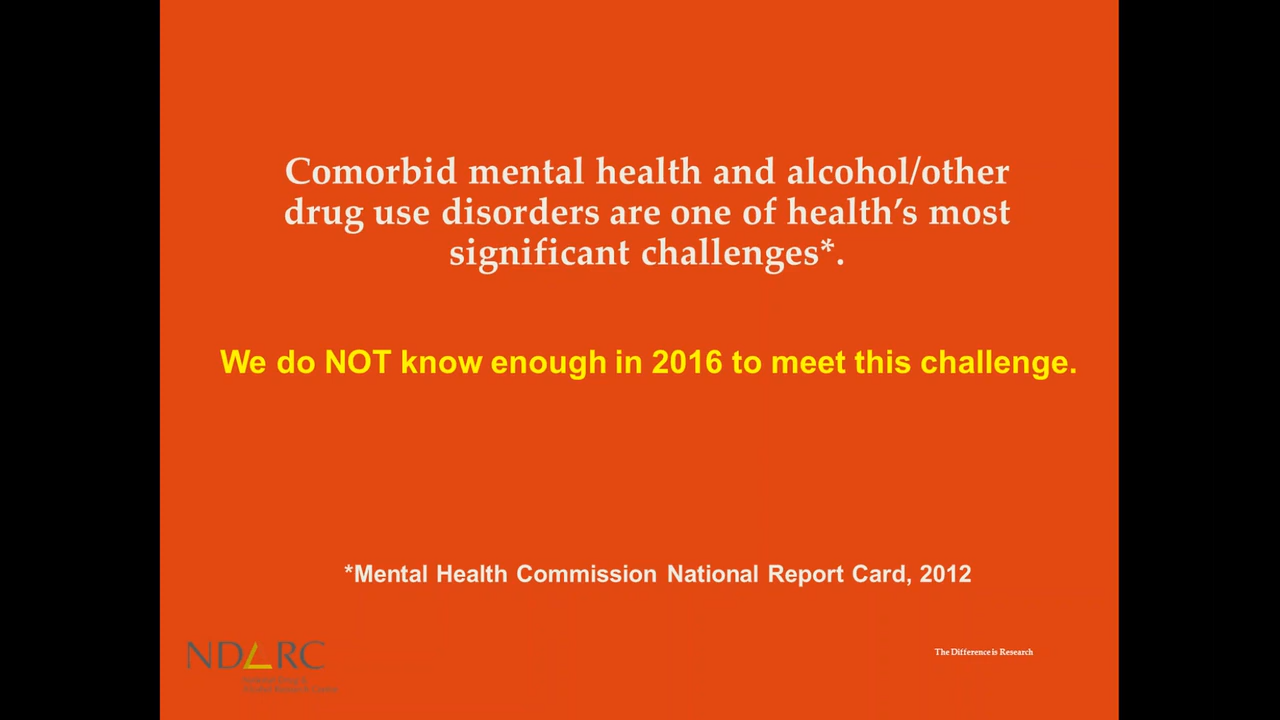 Comorbid mental health and alcohol/other
drug use disorders are one of health’s most
significant challenges*.
We do NOT know enough in 2016 to meet this challenge.
*Mental Health Commission National Report Card, 2012
NDARC
The Difference is Research